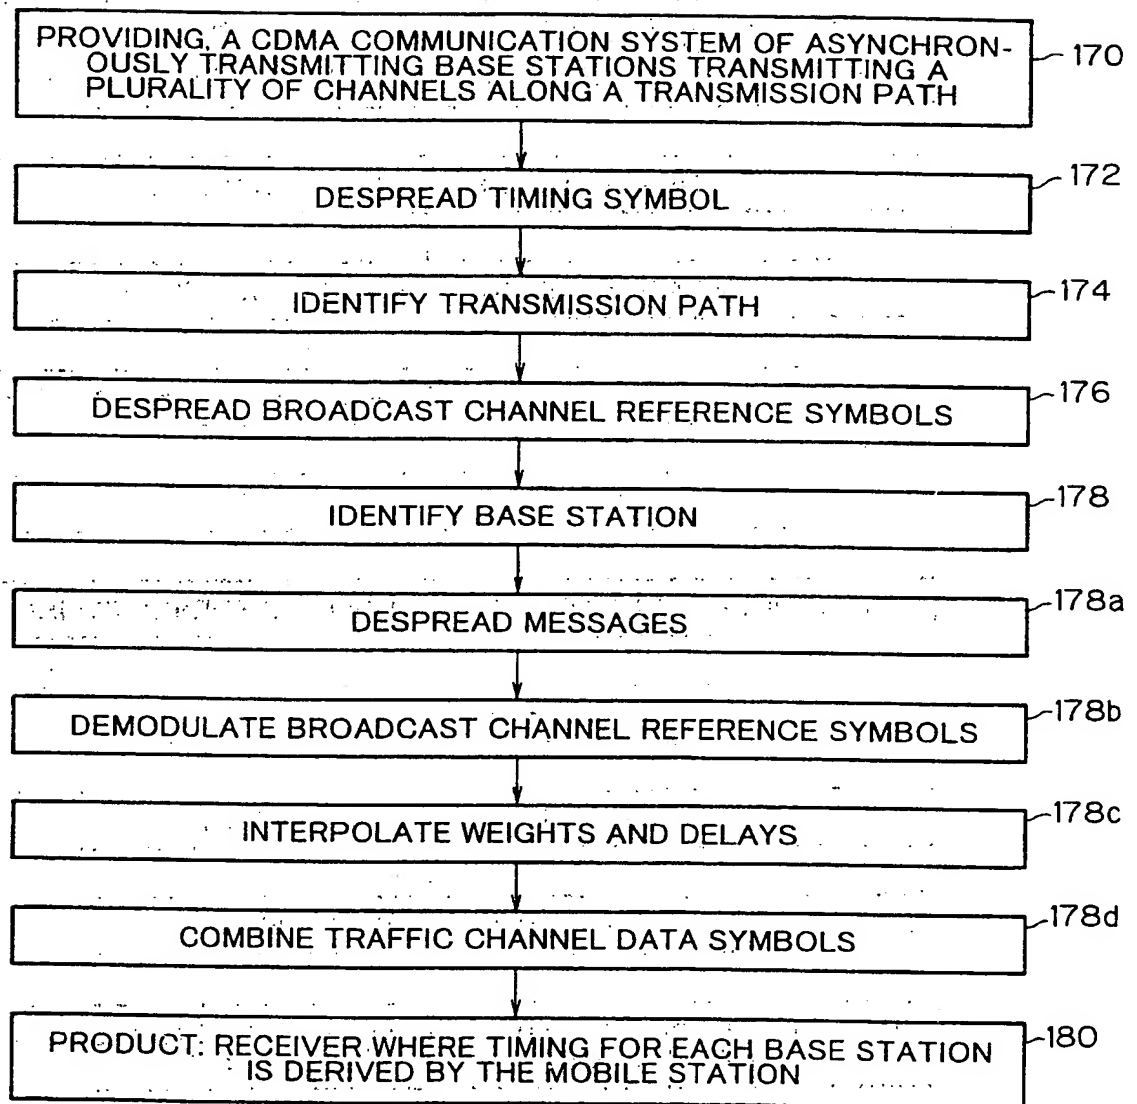 PROVIDING, A CDMA COMMUNICATION SYSTEM OF ASYNCHRON-
OUSLY TRANSMITTING BASE STATIONS TRANSMITTING A
PLURALITY OF CHANNELS ALONG A TRANSMISSION PATH
170
DESPREAD TIMING SYMBOL
172
IDENTIFY TRANSMISSION PATH
174
DESPREAD BROADCAST CHANNEL REFERENCE SYMBOLS
176
IDENTIFY BASE STATION
178
DESPREAD MESSAGES
178a
DEMODULATE BROADCAST CHANNEL REFERENCE SYMBOLS
178b
INTERPOLATE WEIGHTS AND DELAYS
178c
COMBINE TRAFFIC CHANNEL DATA SYMBOLS
178d
PRODUCT: RECEIVER WHERE TIMING FOR EACH BASE STATION
IS DERIVED BY THE MOBILE STATION
180